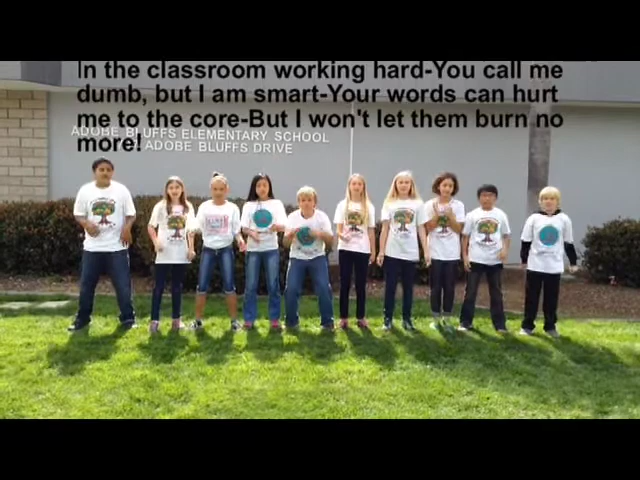 In the classroom working hard-You call me
dumb, but I am smart-Your words can hurt
me to the core-But I won't let them burn no
more!
ADOBE BLUFFS ELEMENTARY SCHOOL
ADOBE BLUFFS DRIVE